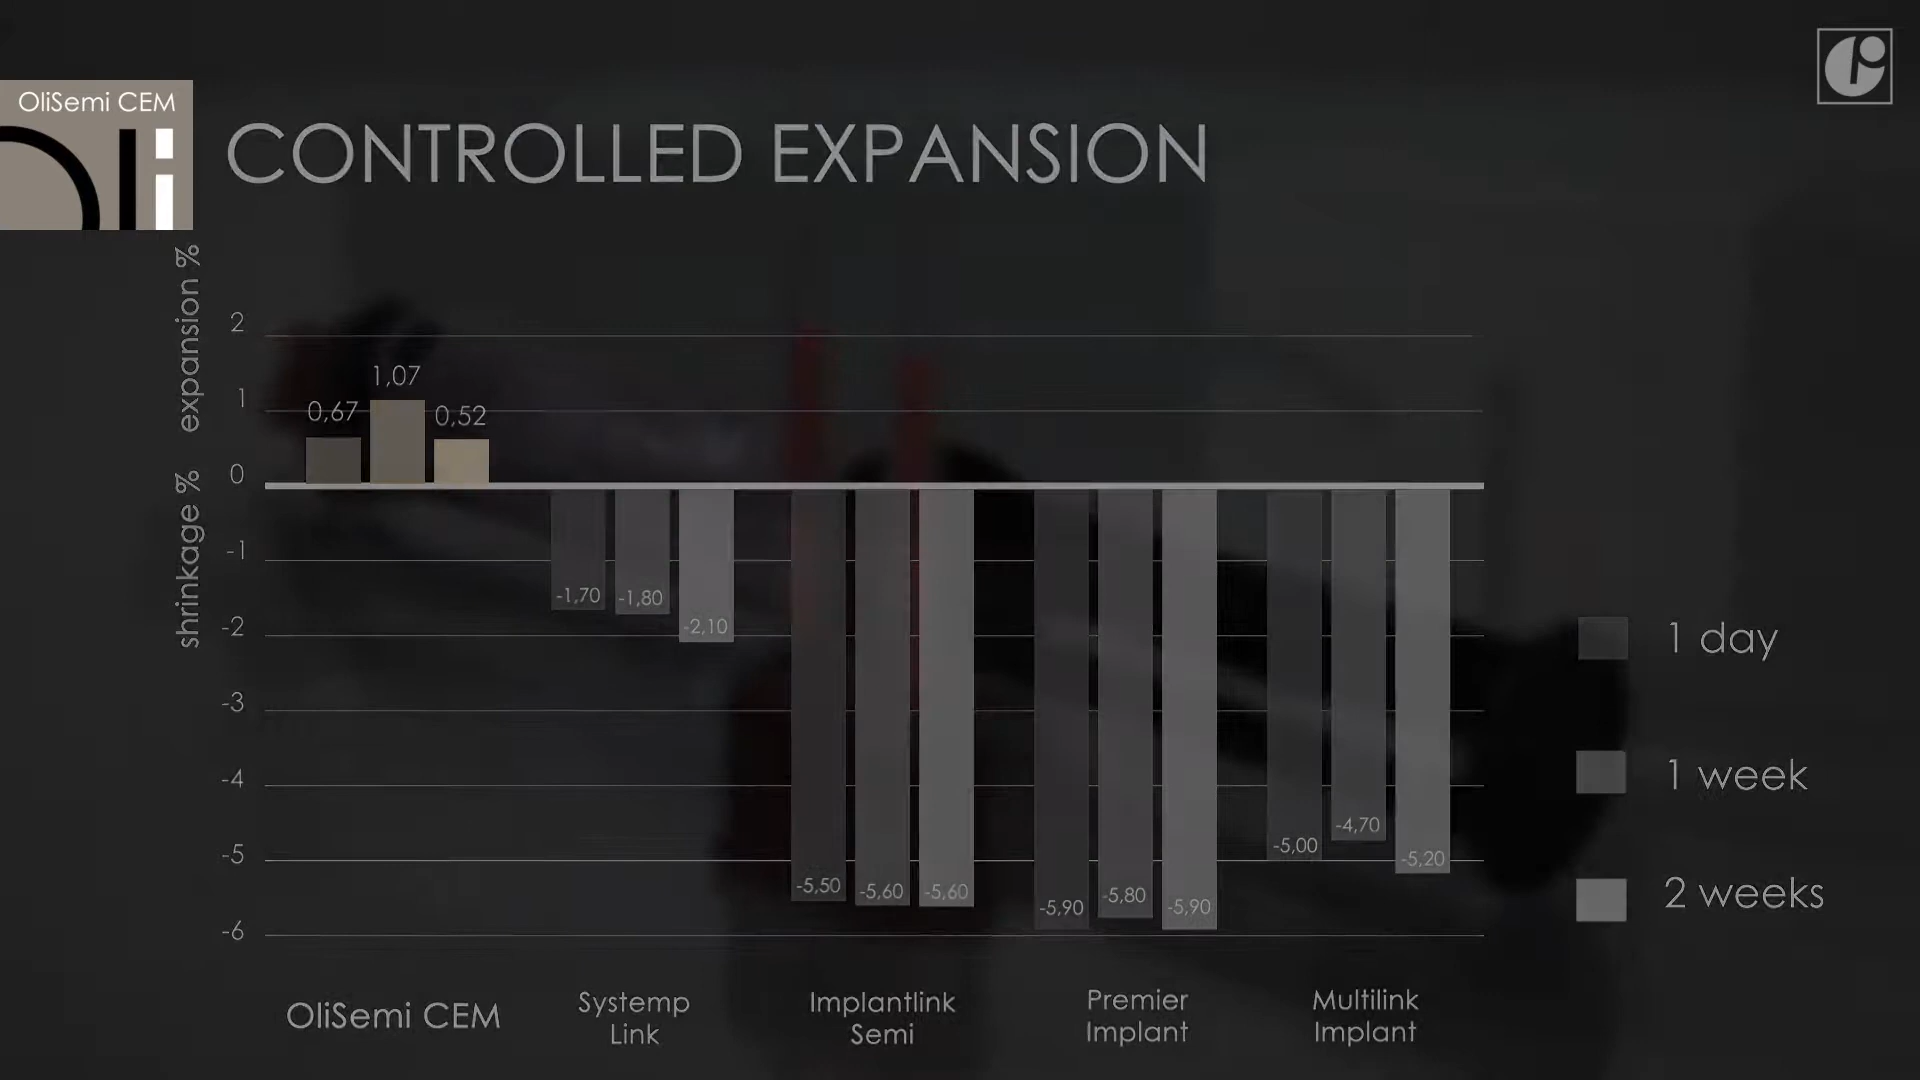 OliSemi CEM
Oli
CONTROLLED EXPANSION
expansion %
shrinkage %
2
1
0
-1
-2
-3
-4
-5
-6
0,67
1,07
0,52
-1,70
-1,80
-2,10
-5,50
-5,60
-5,60
-5,90
-5,80
-5,90
-5,00
-4,70
-5,20
1 day
1 week
2 weeks
OliSemi CEM
Systemp
Link
Implantlink
Semi
Premier
Implant
Multilink
Implant